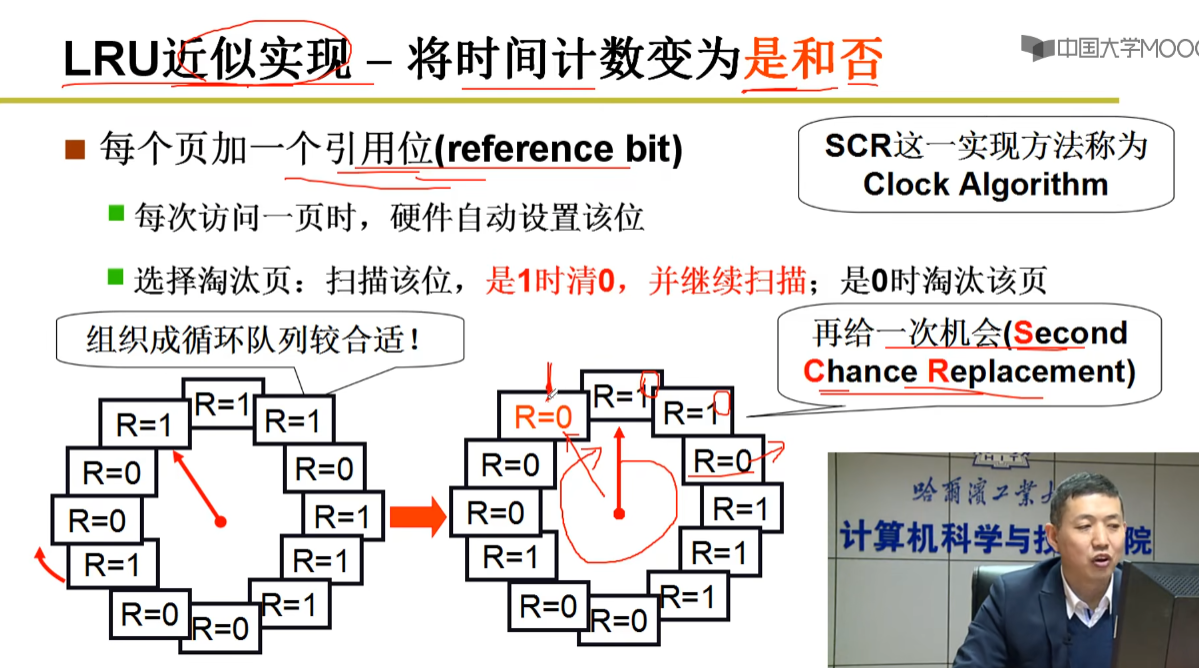 LRU近似实现 – 将时间计数变为是和否
中国大学MOOC
每个页加一个引用位(reference bit)
SCR这一实现方法称为
Clock Algorithm
每次访问一页时，硬件自动设置该位
选择淘汰页：扫描该位，是1时清0，并继续扫描；是0时淘汰该页
组织成循环队列较合适！
再给一次机会(Second
Chance Replacement)
R=1
R=1
R=1
R=0
R=1
R=1
R=1
R=0
R=0
R=1
R=0
R=0
R=1
R=1
R=0
R=1
R=1
R=1
R=0
R=0
R=1
R=0
R=0
R=0
哈尔滨工业大
计算机科学与技
院